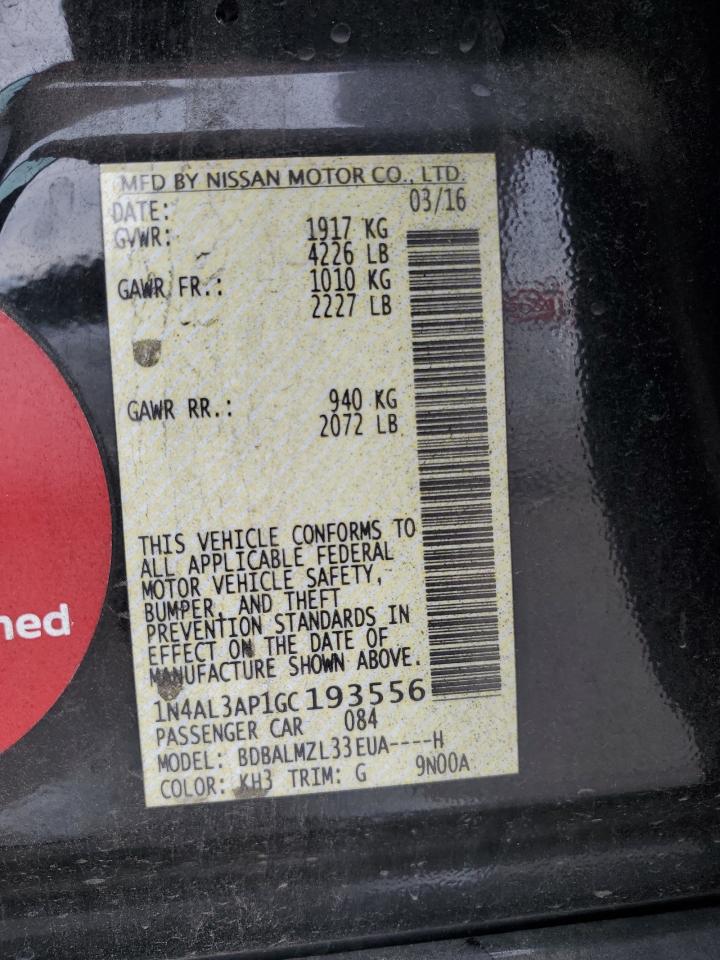 MFD BY NISSAN MOTOR CO., LTD.
DATE: 03/16
GVWR: 1917 KG
4226 LB
GAWR FR.: 1010 KG
2227 LB
GAWR RR.: 940 KG
2072 LB
THIS VEHICLE CONFORMS TO
ALL APPLICABLE FEDERAL
MOTOR VEHICLE SAFETY,
BUMPER, AND THEFT
PREVENTION STANDARDS IN
EFFECT ON THE DATE OF
MANUFACTURE SHOWN ABOVE.
1N4AL3AP1GC193556
PASSENGER CAR 084
MODEL: BDBALMZL33EUA----H
COLOR: KH3 TRIM: G 9N00A